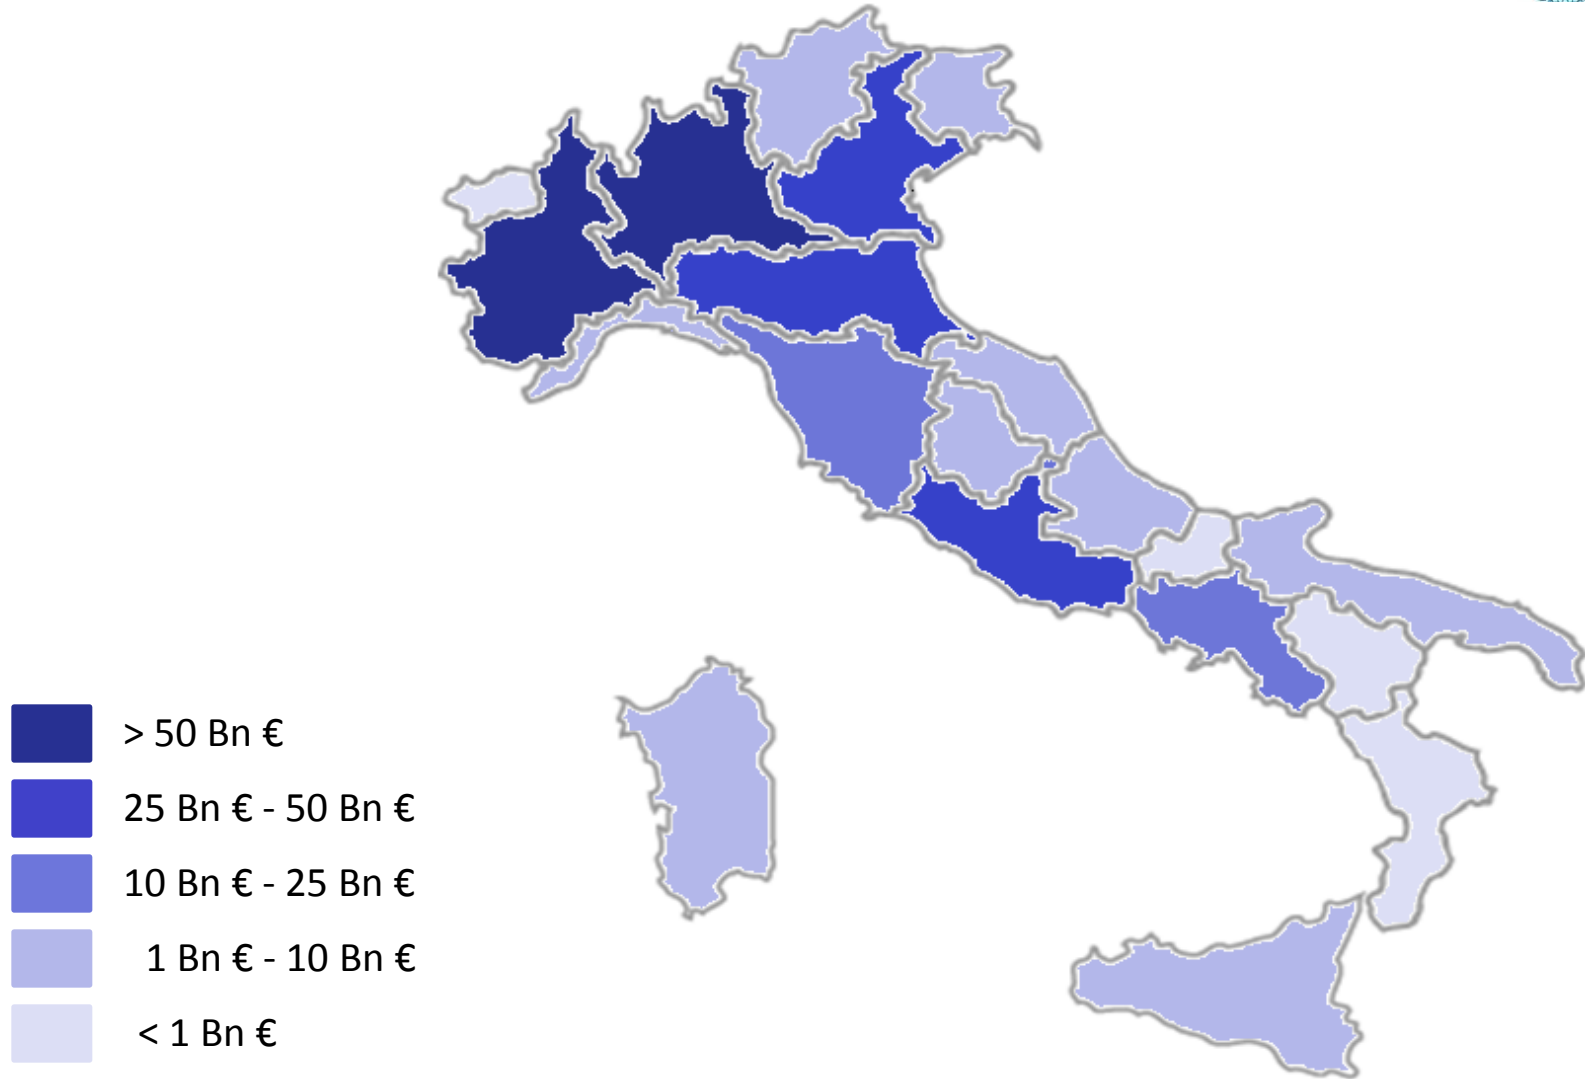 > 50 Bn €
25 Bn € - 50 Bn €
10 Bn € - 25 Bn €
1 Bn € - 10 Bn €
< 1 Bn €